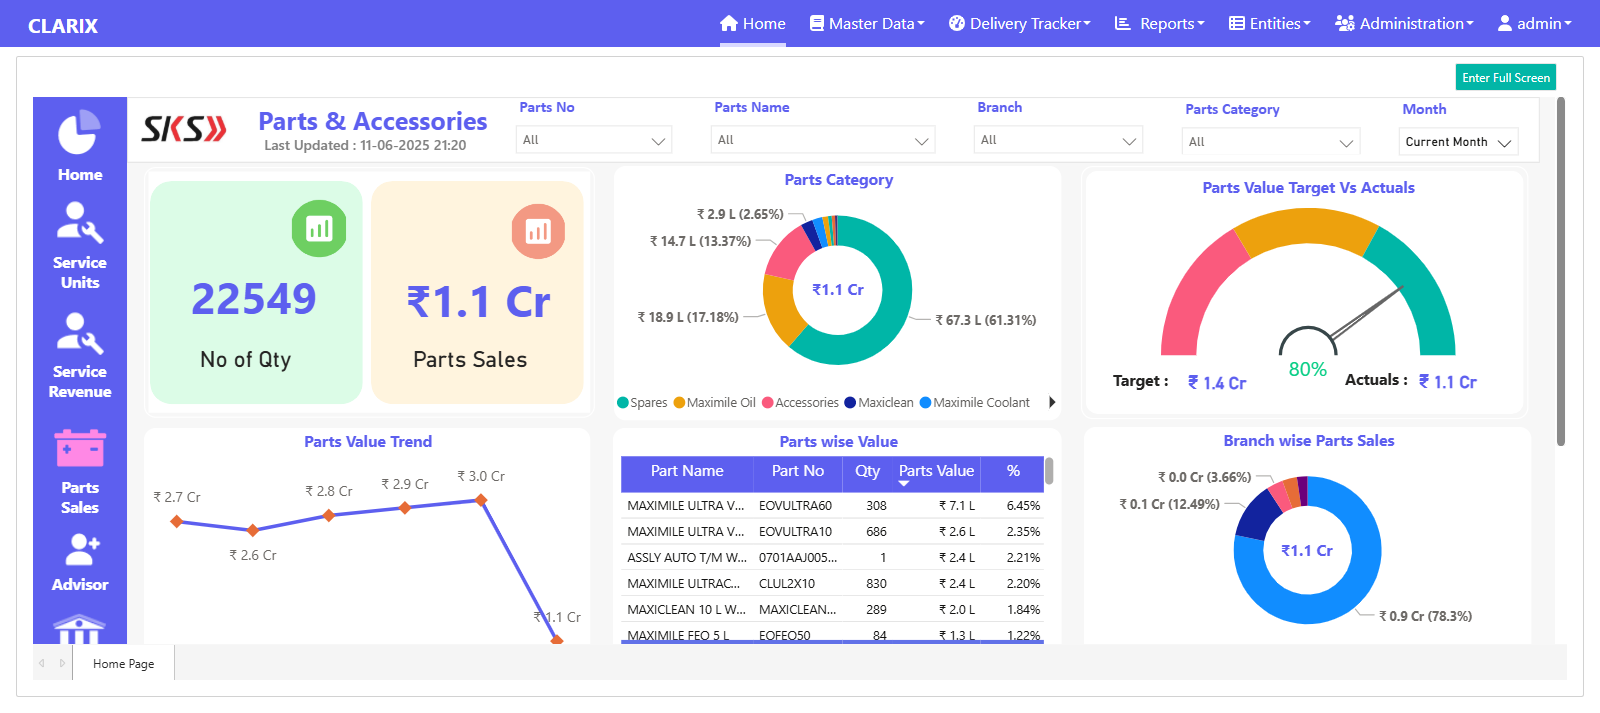 CLARIX
Home
Master Data
Delivery Tracker
Reports
Entities
Administration
admin
Enter Full Screen
Home
Service
Units
Service
Revenue
Parts
Sales
Advisor
SKS
Parts & Accessories
Last Updated : 11-06-2025 21:20
Parts No
All
Parts Name
All
Branch
All
Parts Category
All
Month
Current Month
22549
No of Qty
₹1.1 Cr
Parts Sales
Parts Category
₹ 2.9 L (2.65%)
₹ 14.7 L (13.37%)
₹ 18.9 L (17.18%)
₹1.1 Cr
₹ 67.3 L (61.31%)
Spares Maximile Oil Accessories Maxiclean Maximile Coolant
Parts Value Target Vs Actuals
80%
Target : ₹ 1.4 Cr
Actuals : ₹ 1.1 Cr
Parts Value Trend
₹ 2.7 Cr
₹ 2.6 Cr
₹ 2.8 Cr
₹ 2.9 Cr
₹ 3.0 Cr
₹ 1.1 Cr
Parts wise Value
Part Name Part No Qty Parts Value %
MAXIMILE ULTRA V... EOVULTRA60 308 ₹ 7.1 L 6.45%
MAXIMILE ULTRA V... EOVULTRA10 686 ₹ 2.6 L 2.35%
ASSLY AUTO T/M W... 0701AAJ005... 1 ₹ 2.4 L 2.21%
MAXIMILE ULTRAC... CLUL2X10 830 ₹ 2.4 L 2.20%
MAXICLEAN 10 L W... MAXICLEAN... 289 ₹ 2.0 L 1.84%
MAXIMILE FEO 5 L EOFEO50 84 ₹ 1.3 L 1.22%
Branch wise Parts Sales
₹ 0.0 Cr (3.66%)
₹ 0.1 Cr (12.49%)
₹1.1 Cr
₹ 0.9 Cr (78.3%)
Home Page